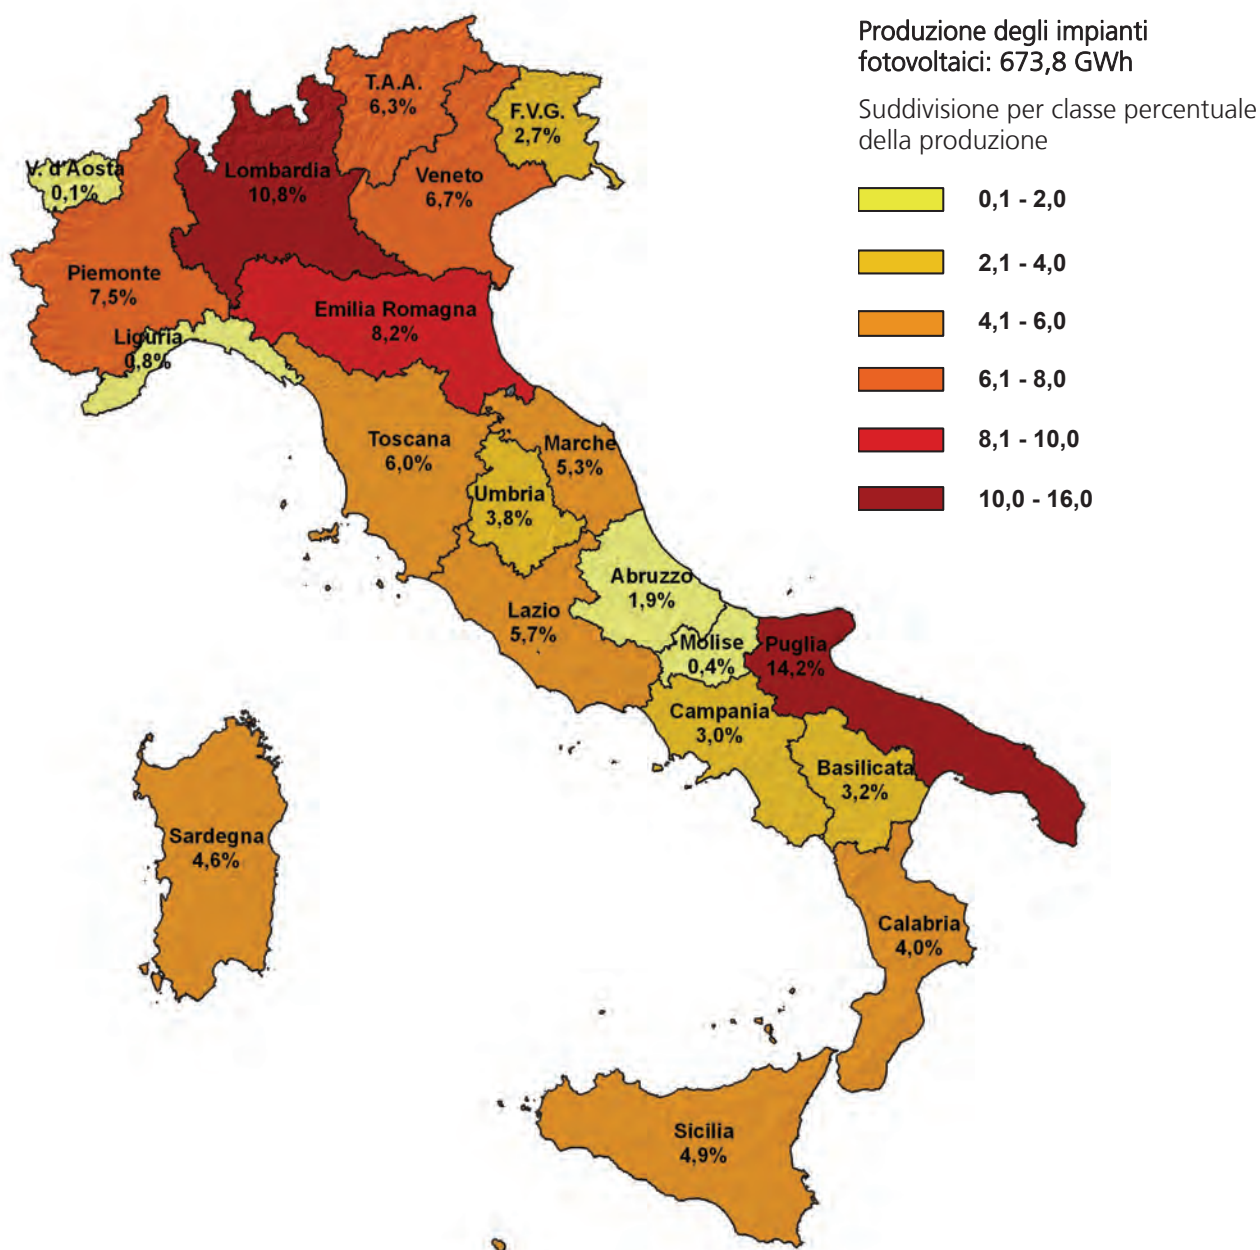 Produzione degli impianti
fotovoltaici: 673,8 GWh
Suddivisione per classe percentuale
della produzione
0,1 - 2,0
2,1 - 4,0
4,1 - 6,0
6,1 - 8,0
8,1 - 10,0
10,0 - 16,0
T.A.A.
6,3%
F.V.G.
2,7%
V. d'Aosta
0,1%
Lombardia
10,8%
Veneto
6,7%
Piemonte
7,5%
Emilia Romagna
8,2%
Liguria
0,8%
Toscana
6,0%
Marche
5,3%
Umbria
3,8%
Abruzzo
1,9%
Lazio
5,7%
Molise
0,4%
Puglia
14,2%
Campania
3,0%
Basilicata
3,2%
Sardegna
4,6%
Calabria
4,0%
Sicilia
4,9%